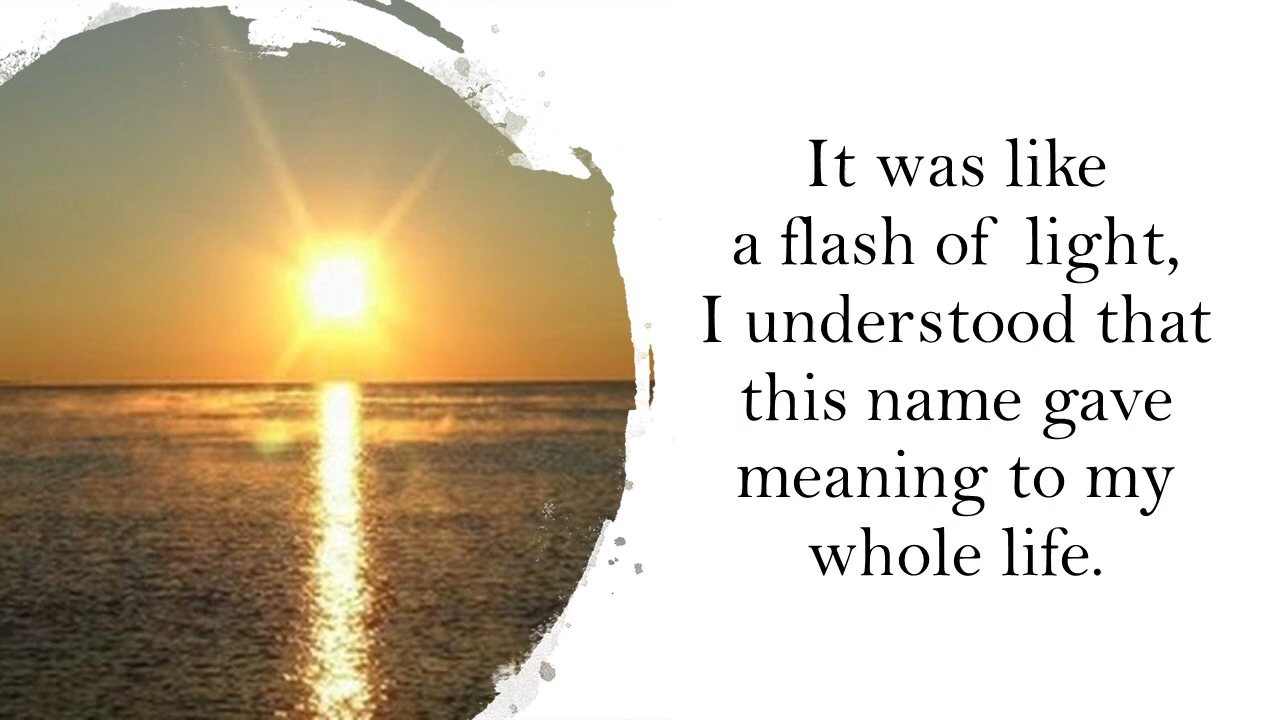 It was like
a flash of light,
I understood that
this name gave
meaning to my
whole life.